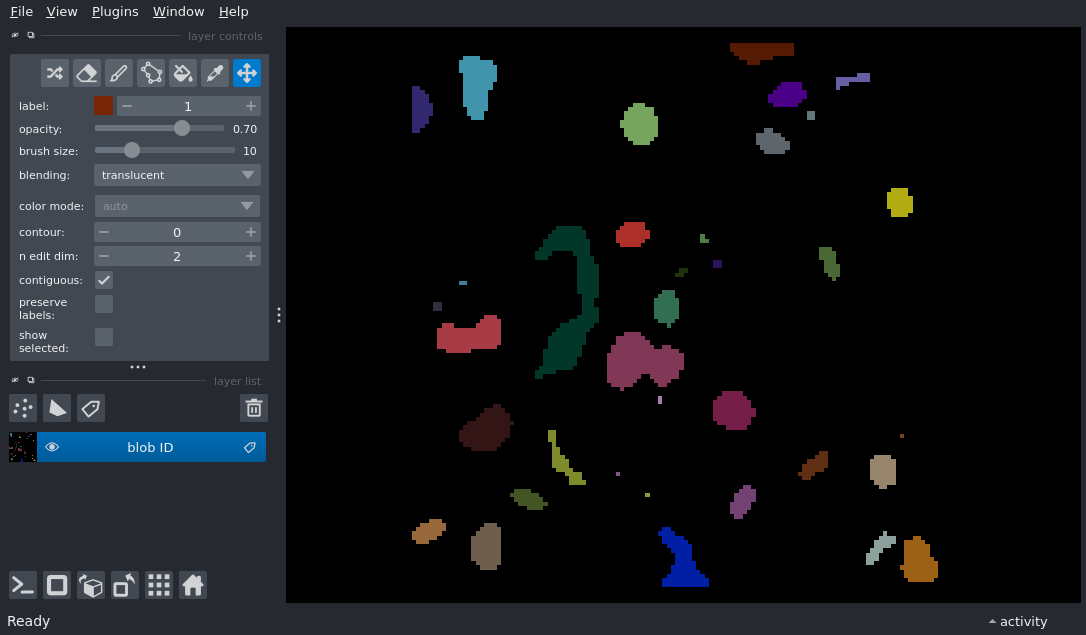 File View Plugins Window Help
layer controls
label: 1
opacity: 0.70
brush size: 10
blending: translucent
color mode: auto
contour: 0
n edit dim: 2
contiguous:
preserve
labels:
show
selected:
layer list
blob ID
Ready
activity